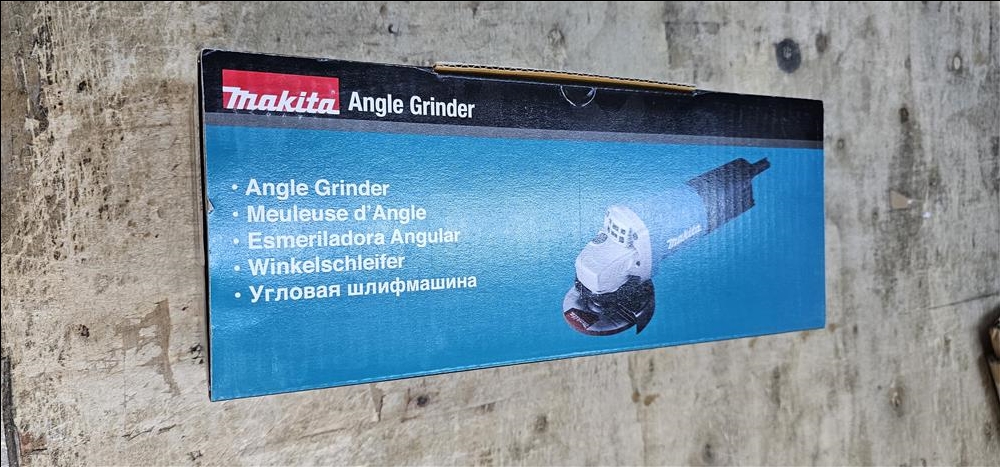 makita Angle Grinder
• Angle Grinder
• Meuleuse d'Angle
• Esmeriladora Angular
• Winkelschleifer
• Угловая шлифмашина
makita